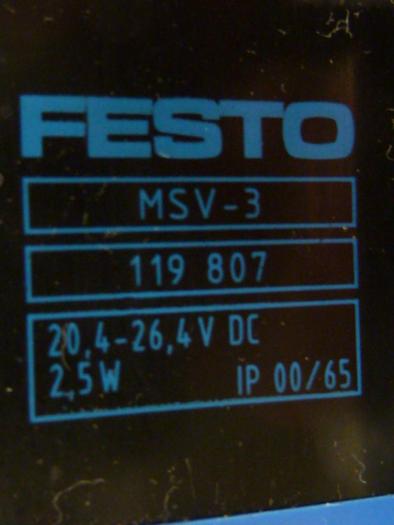 FESTO
MSV-3
119 807
20,4-26,4V DC
2,5W IP 00/65